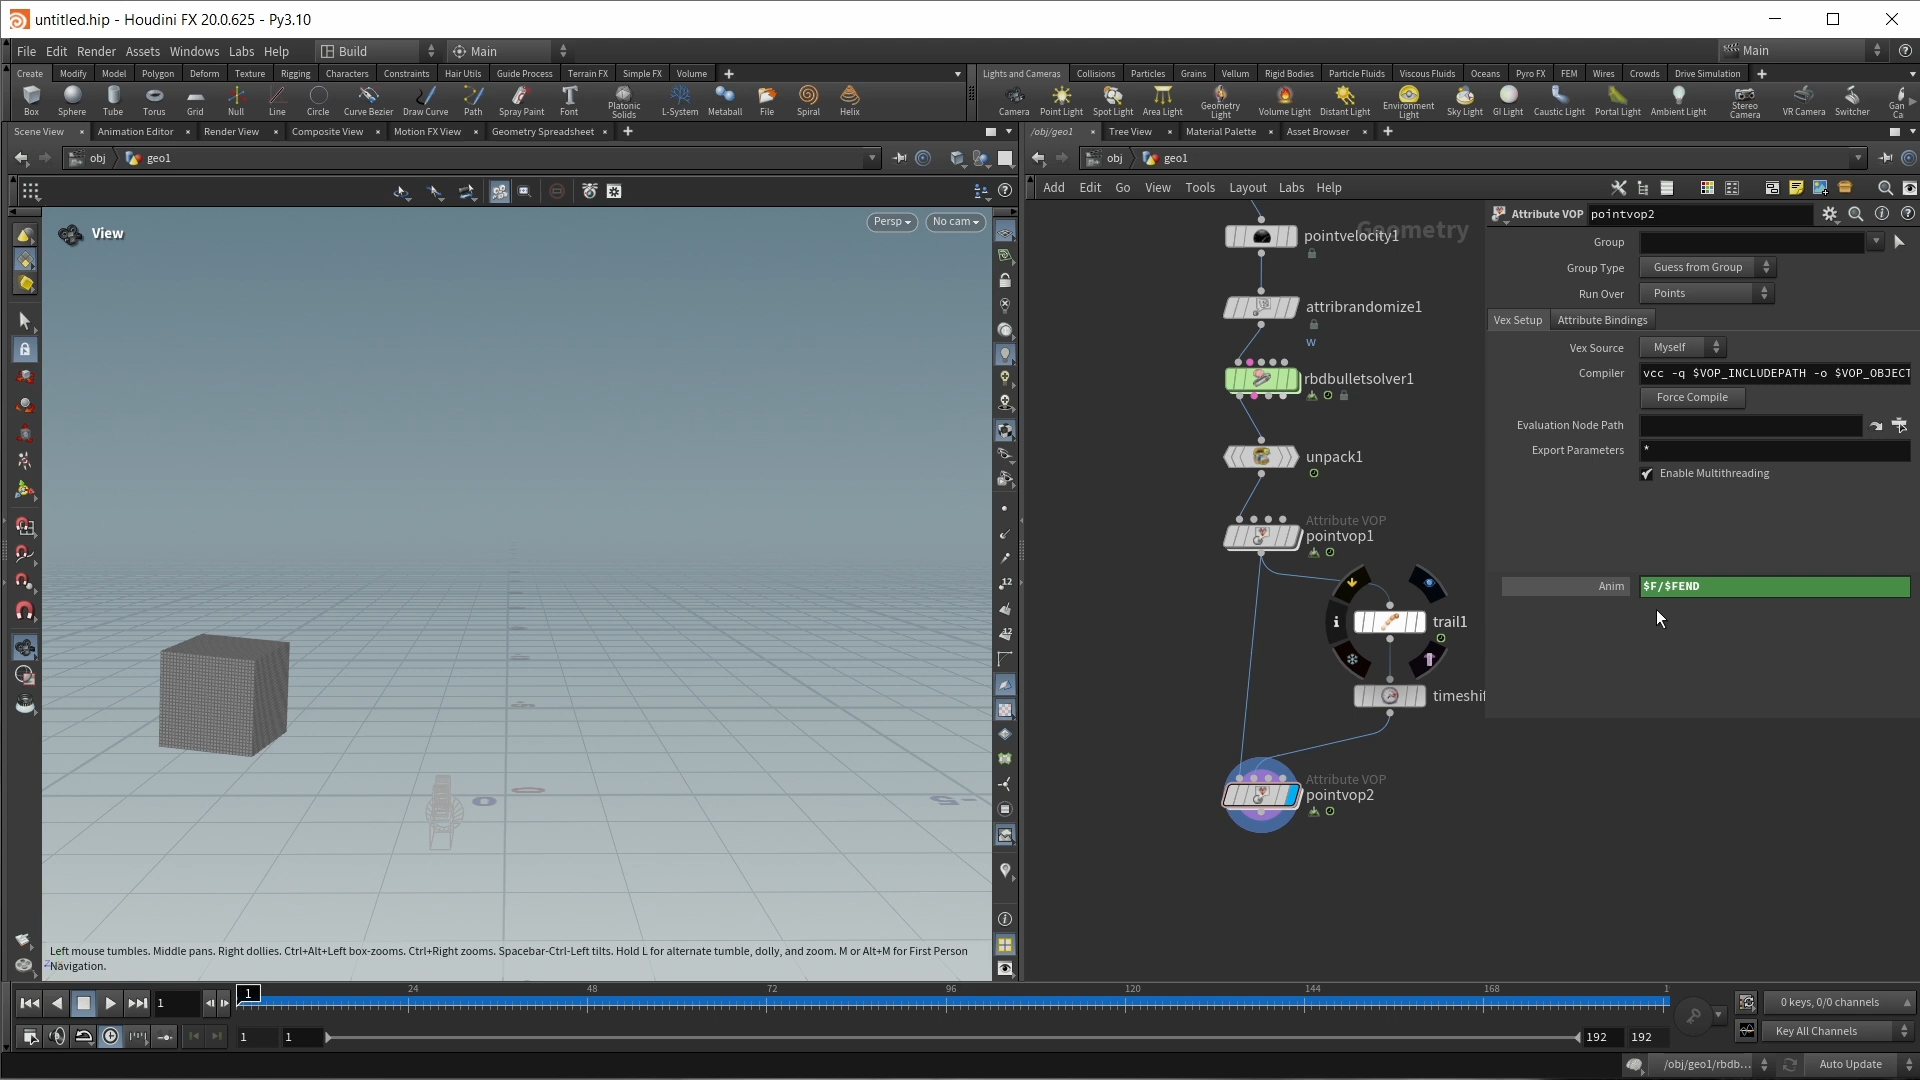 untitled.hip - Houdini FX 20.0.625 - Py3.10
File Edit Render Assets Windows Labs Help Build Main Main
Create Modify Model Polygon Deform Texture Rigging Characters Constraints Hair Utils Guide Process Terrain FX Simple FX Volume
Lights and Cameras Collisions Particles Grains Vellum Rigid Bodies Particle Fluids Viscous Fluids Oceans Pyro FX FEM Wires Crowds Drive Simulation
Box Sphere Tube Torus Grid Null Line Circle Curve Bezier Draw Curve Path Spray Paint Font Platonic Solids L-System Metaball File Spiral Helix
Camera Point Light Spot Light Area Light Geometry Light Volume Light Distant Light Environment Light Sky Light GI Light Caustic Light Portal Light Ambient Light Stereo Camera VR Camera Switcher
Scene View Animation Editor Render View Composite View Motion FX View Geometry Spreadsheet
/obj/geo1 Tree View Material Palette Asset Browser
obj geo1
obj geo1
Add Edit Go View Tools Layout Labs Help
View
Persp
No cam
Geometry
pointvelocity1
attribrandomize1
w
rbdbulletsolver1
unpack1
Attribute VOP
pointvop1
trail1
timeshif
Attribute VOP
pointvop2
Attribute VOP pointvop2
Group
Group Type Guess from Group
Run Over Points
Vex Setup Attribute Bindings
Vex Source Myself
Compiler vcc -q $VOP_INCLUDEPATH -o $VOP_OBJECT
Force Compile
Evaluation Node Path
Export Parameters *
Enable Multithreading
Anim $F/$FEND
Left mouse tumbles. Middle pans. Right dollies. Ctrl+Alt+Left box-zooms. Ctrl+Right zooms. Spacebar-Ctrl-Left tilts. Hold L for alternate tumble, dolly, and zoom. M or Alt+M for First Person
Navigation.
1 1 24 48 72 96 120 144 168 1
0 keys, 0/0 channels
1 1 192 192
Key All Channels
/obj/geo1/rbdb...
Auto Update